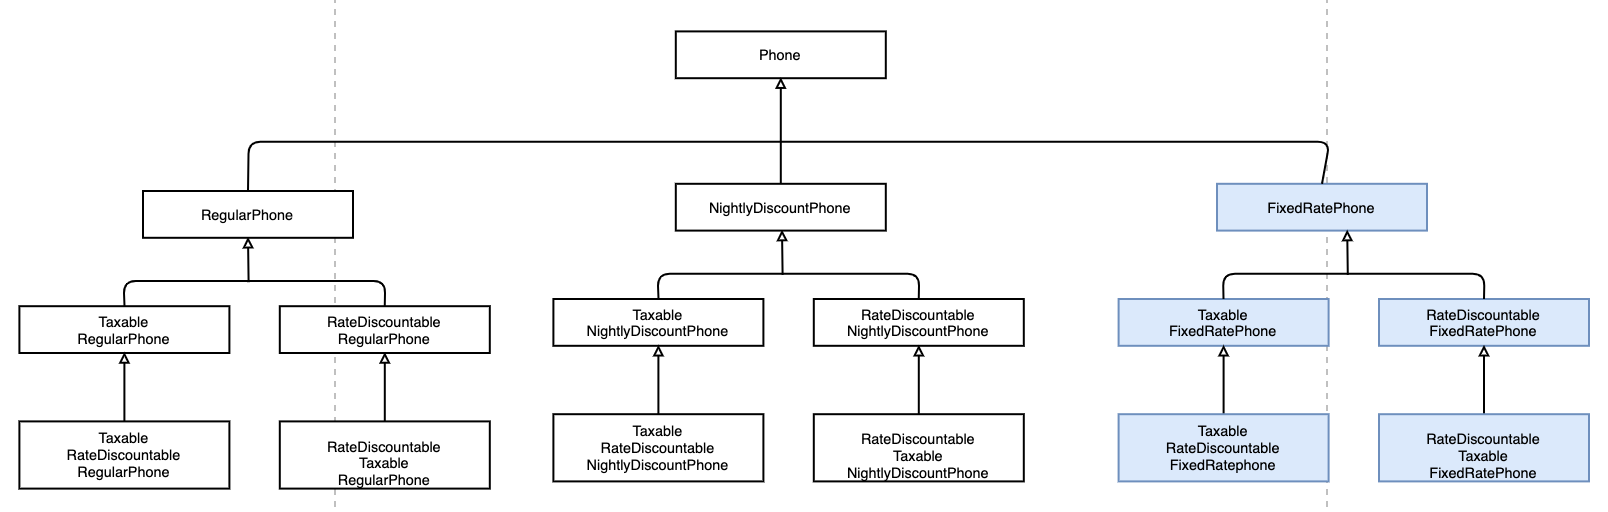 Phone
RegularPhone
NightlyDiscountPhone
FixedRatePhone
Taxable
RegularPhone
RateDiscountable
RegularPhone
Taxable
NightlyDiscountPhone
RateDiscountable
NightlyDiscountPhone
Taxable
FixedRatePhone
RateDiscountable
FixedRatePhone
Taxable
RateDiscountable
RegularPhone
RateDiscountable
Taxable
RegularPhone
Taxable
RateDiscountable
NightlyDiscountPhone
RateDiscountable
Taxable
NightlyDiscountPhone
Taxable
RateDiscountable
FixedRatephone
RateDiscountable
Taxable
FixedRatePhone